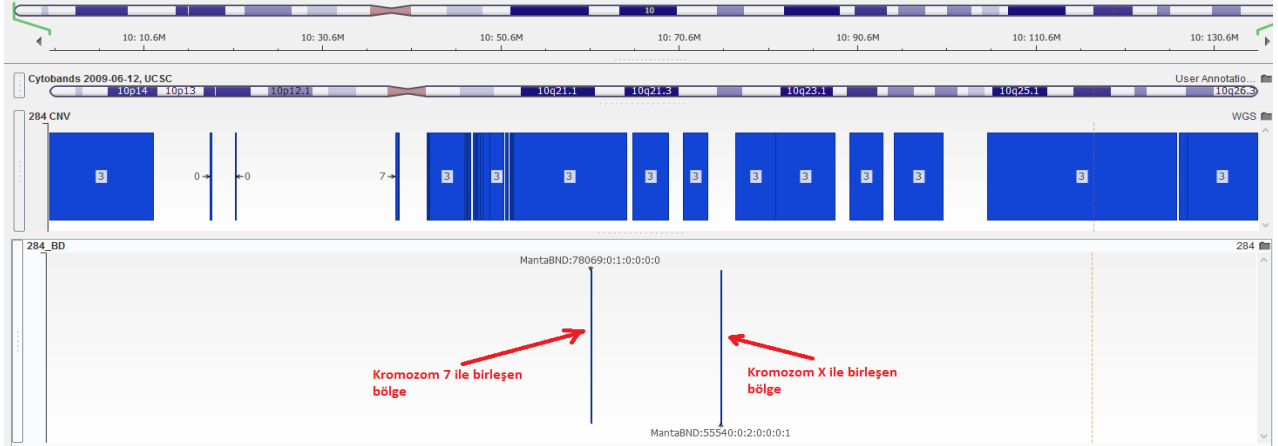 10
10: 10.6M 10: 30.6M 10: 50.6M 10: 70.6M 10: 90.6M 10: 110.6M 10: 130.6M
Cytobands 2009-06-12, UCSC User Annotatio...
10p14 10p13 10p12.1 10q21.1 10q21.3 10q23.1 10q25.1 10q26.3
284 CNV WGS
3 0 0 7 3 3 3 3 3 3 3 3 3 3 3
284_BD 284
MantaBND:78069:0:1:0:0:0:0
Kromozom 7 ile birleşen
bölge
Kromozom X ile birleşen
bölge
MantaBND:55540:0:2:0:0:0:1